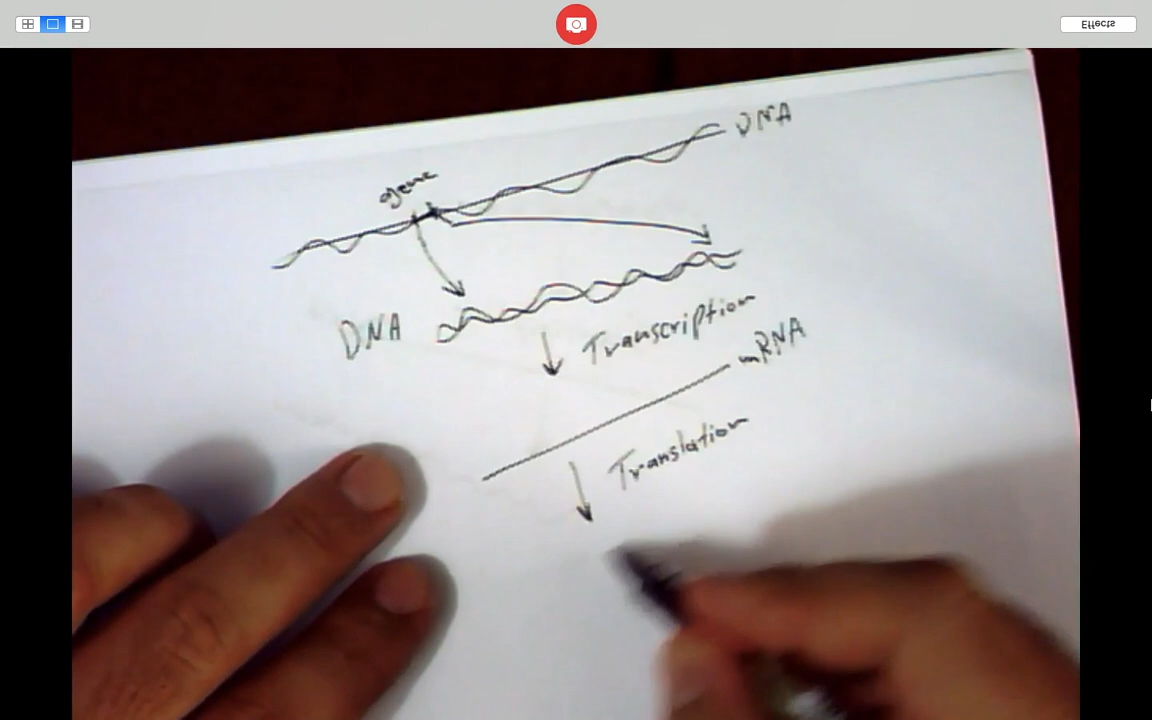 Effects
DNA
gene
DNA
Transcription
mRNA
Translation